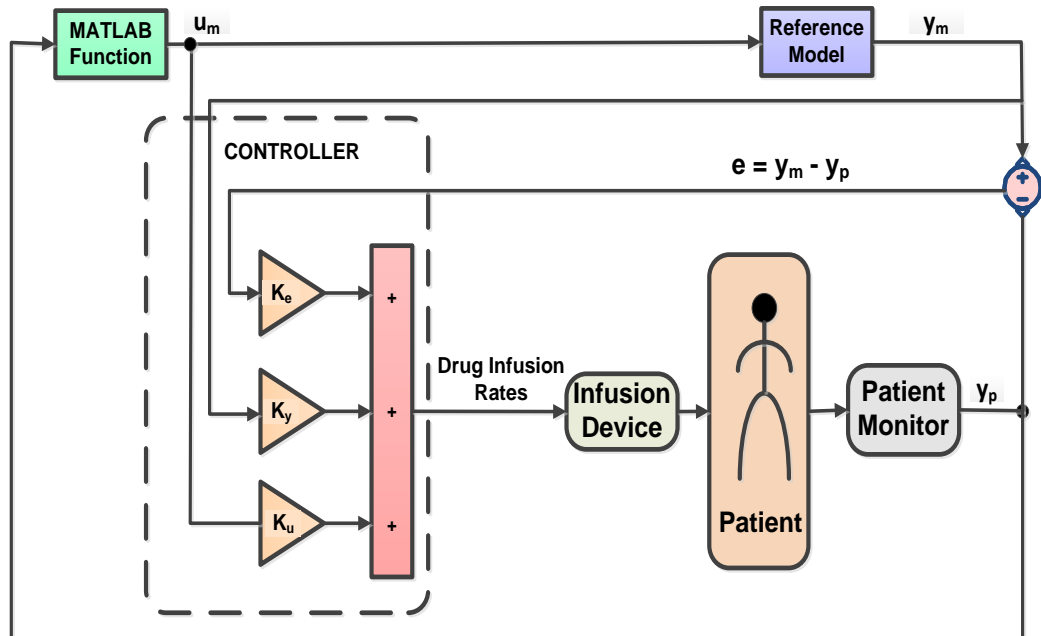 u_m
MATLAB
Function
Reference
Model
y_m
CONTROLLER
e = y_m - y_p
+
-
K_e
+
Drug Infusion
Rates
K_y
+
Infusion
Device
Patient
Monitor
y_p
K_u
+
Patient